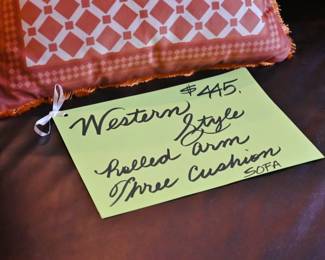 $445.
Western
Style
Rolled Arm
Three Cushion
SOFA